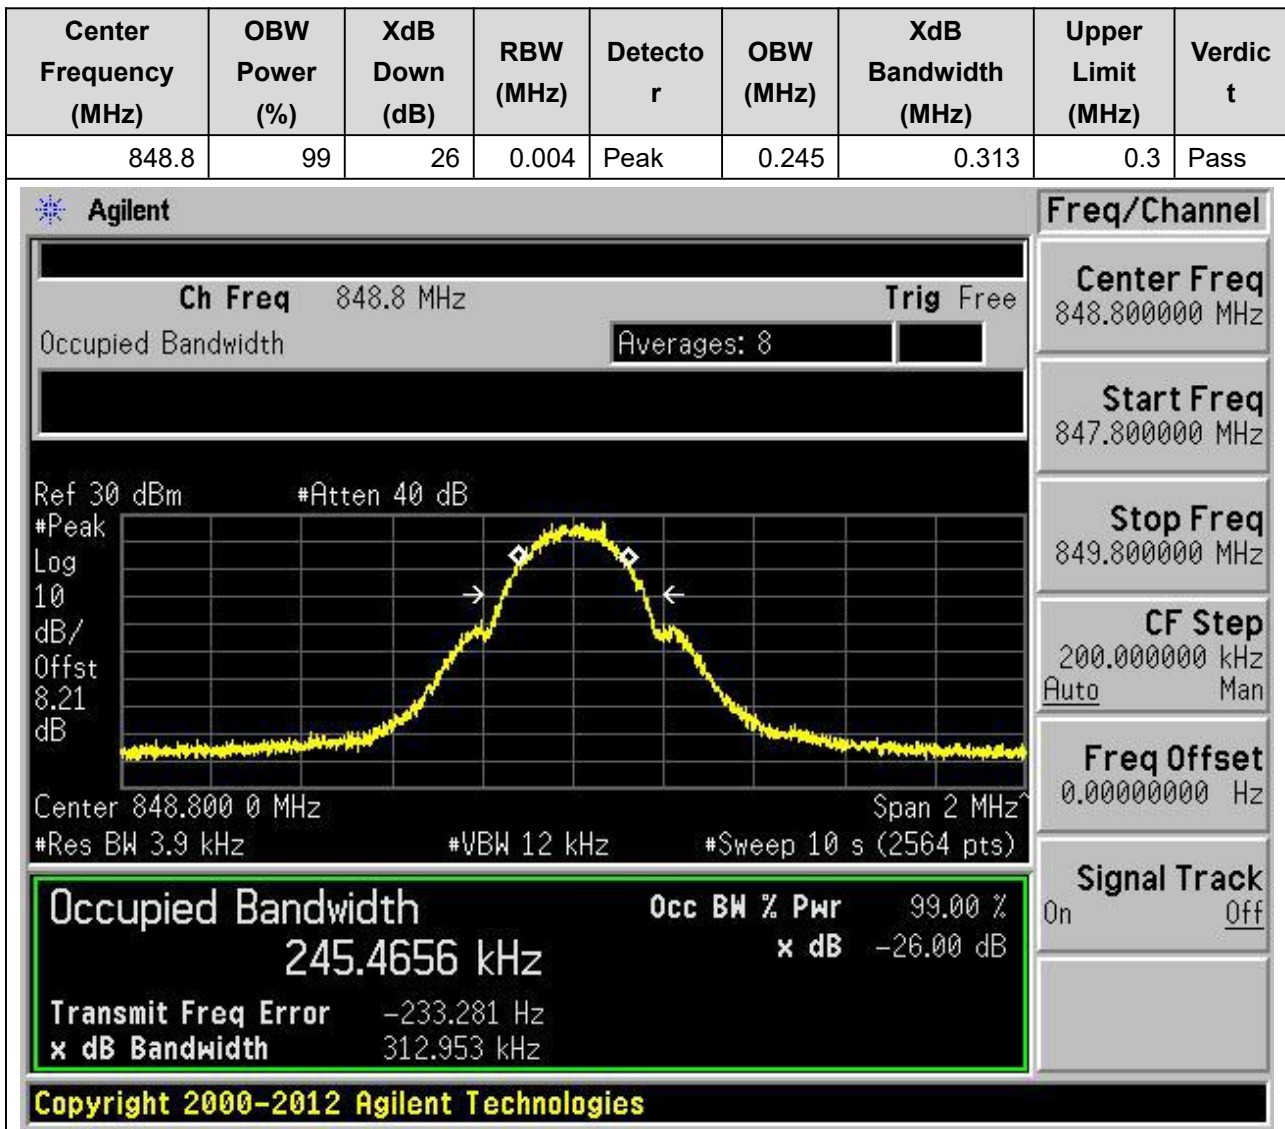 Center Frequency (MHz) OBW Power (%) XdB Down (dB) RBW (MHz) Detecto r OBW (MHz) XdB Bandwidth (MHz) Upper Limit (MHz) Verdic t
848.8 99 26 0.004 Peak 0.245 0.313 0.3 Pass
Agilent
Freq/Channel
Ch Freq 848.8 MHz Trig Free
Occupied Bandwidth Averages: 8
Center Freq
848.800000 MHz
Start Freq
847.800000 MHz
Stop Freq
849.800000 MHz
CF Step
200.000000 kHz
Auto Man
Freq Offset
0.00000000 Hz
Signal Track
On Off
Ref 30 dBm #Atten 40 dB
#Peak
Log
10
dB/
Offst
8.21
dB
Center 848.800 0 MHz Span 2 MHz^
#Res BW 3.9 kHz #VBW 12 kHz #Sweep 10 s (2564 pts)
Occupied Bandwidth Occ BW % Pwr 99.00 %
245.4656 kHz x dB -26.00 dB
Transmit Freq Error -233.281 Hz
x dB Bandwidth 312.953 kHz
Copyright 2000-2012 Agilent Technologies